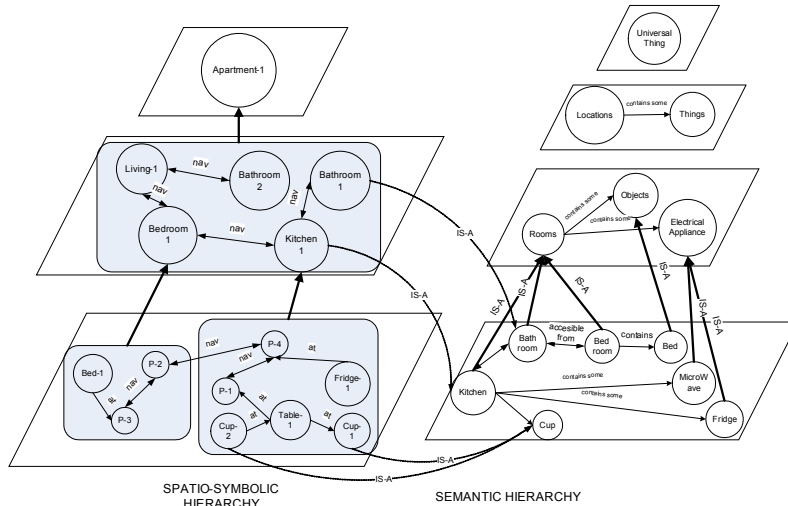 Universal
Thing
Apartment-1
Locations
contains some
Things
Living-1
nav
Bathroom
2
Bathroom
1
nav
nav
Bedroom
1
nav
Kitchen
1
IS-A
IS-A
Objects
contains some
Rooms
contains some
Electrical
Appliance
IS-A
IS-A
IS-A
IS-A
IS-A
IS-A
Bed-1
P-2
nav
at
P-3
nav
P-4
at
nav
Fridge-
1
P-1
at
at
Cup-
2
Table-
1
at
Cup-
1
Bath
room
accesible
from
Bed
room
contains
Bed
Kitchen
contains some
MicroW
ave
contains some
Fridge
Cup
IS-A
IS-A
SPATIO-SYMBOLIC
HIERARCHY
SEMANTIC HIERARCHY